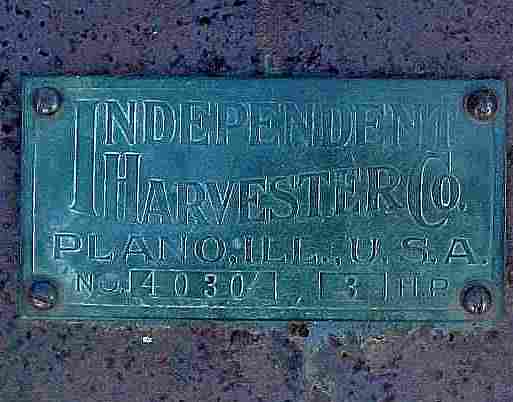 INDEPENDENT
HARVESTER CO.
PLANO, ILL., U.S.A.
NO. 4030 3 H.P.